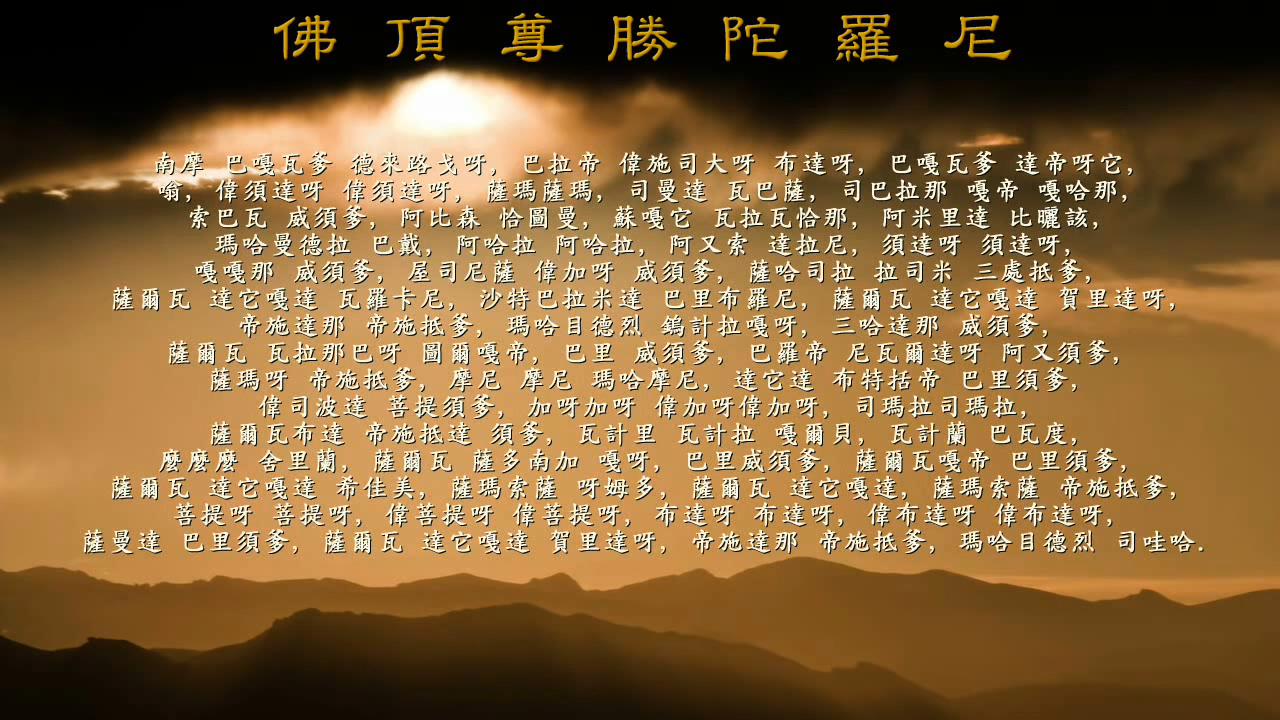 佛頂尊勝陀羅尼
南摩 巴嘎瓦爹 德來路戈呀, 巴拉帝 偉施司大呀 布達呀, 巴嘎瓦爹 達帝呀它,
嗡, 偉須達呀 偉須達呀, 薩瑪薩瑪, 司曼達 瓦巴薩, 司巴拉那 嘎帝 嘎哈那,
索巴瓦 威須爹, 阿比森 恰圖曼, 蘇嘎它 瓦拉瓦恰那, 阿米里達 比曬該,
瑪哈曼德拉 巴戴, 阿哈拉 阿哈拉, 阿又索 達拉尼, 須達呀 須達呀,
嘎嘎那 威須爹, 屋司尼薩 偉加呀 威須爹, 薩哈司拉 拉司米 三處抵爹,
薩爾瓦 達它嘎達 瓦羅卡尼, 沙特巴拉米達 巴里布羅尼, 薩爾瓦 達它嘎達 賀里達呀,
帝施達那 帝施抵爹, 瑪哈目德烈 鎢計拉嘎呀, 三哈達那 威須爹,
薩爾瓦 瓦拉那巴呀 圖爾嘎帝, 巴里 威須爹, 巴羅帝 尼瓦爾達呀 阿又須爹,
薩瑪呀 帝施抵爹, 摩尼 摩尼 瑪哈摩尼, 達它達 布特括帝 巴里須爹,
偉司波達 菩提須爹, 加呀加呀 偉加呀偉加呀, 司瑪拉司瑪拉,
薩爾瓦布達 帝施抵達 須爹, 瓦計里 瓦計拉 嘎爾貝, 瓦計蘭 巴瓦度,
麼麼麼 舍里蘭, 薩爾瓦 薩多南加 嘎呀, 巴里威須爹, 薩爾瓦嘎帝 巴里須爹,
薩爾瓦 達它嘎達 希佳美, 薩瑪索薩 呀姆多, 薩爾瓦 達它嘎達, 薩瑪索薩 帝施抵爹,
菩提呀 菩提呀, 偉菩提呀 偉菩提呀, 布達呀 布達呀, 偉布達呀 偉布達呀,
薩曼達 巴里須爹, 薩爾瓦 達它嘎達 賀里達呀, 帝施達那 帝施抵爹, 瑪哈目德烈 司哇哈.